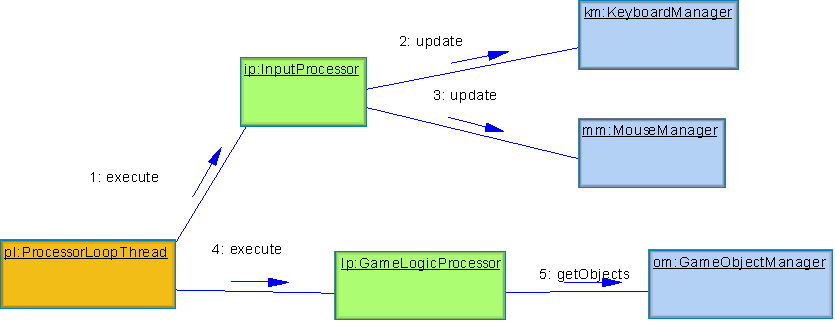 km:KeyboardManager
2: update
ip:InputProcessor
3: update
mm:MouseManager
1: execute
pl:ProcessorLoopThread
4: execute
lp:GameLogicProcessor
5: getObjects
om:GameObjectManager